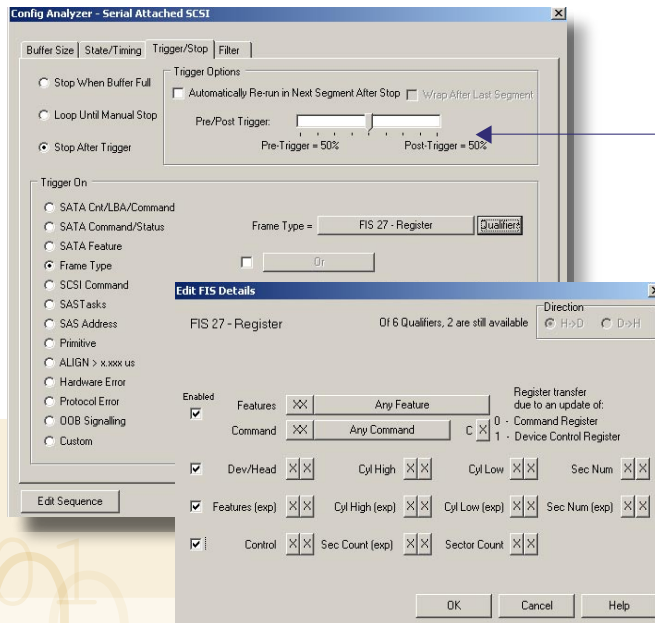 Config Analyzer - Serial Attached SCSI
Buffer Size State/Timing Trigger/Stop Filter
Stop When Buffer Full
Loop Until Manual Stop
Stop After Trigger
Trigger Options
Automatically Re-run in Next Segment After Stop Wrap After Last Segment
Pre/Post Trigger:
Pre-Trigger = 50% Post-Trigger = 50%
Trigger On
SATA Cnt/LBA/Command
SATA Command/Status
SATA Feature
Frame Type
SCSI Command
SASTasks
SAS Address
Primitive
ALIGN > x.xxx us
Hardware Error
Protocol Error
OOB Signalling
Custom
Frame Type = FIS 27 - Register Qualifiers
Or
Edit Sequence
Edit FIS Details
FIS 27 - Register Of 6 Qualifiers, 2 are still available
Direction
H->D D->H
Enabled
Features XX Any Feature
Command XX Any Command C X
Register transfer
due to an update of:
0 - Command Register
1 - Device Control Register
Dev/Head X X Cyl High X X Cyl Low X X Sec Num X X
Features (exp) X X Cyl High (exp) X X Cyl Low (exp) X X Sec Num (exp) X X
Control X X Sec Count (exp) X X Sector Count X X
OK Cancel Help
01